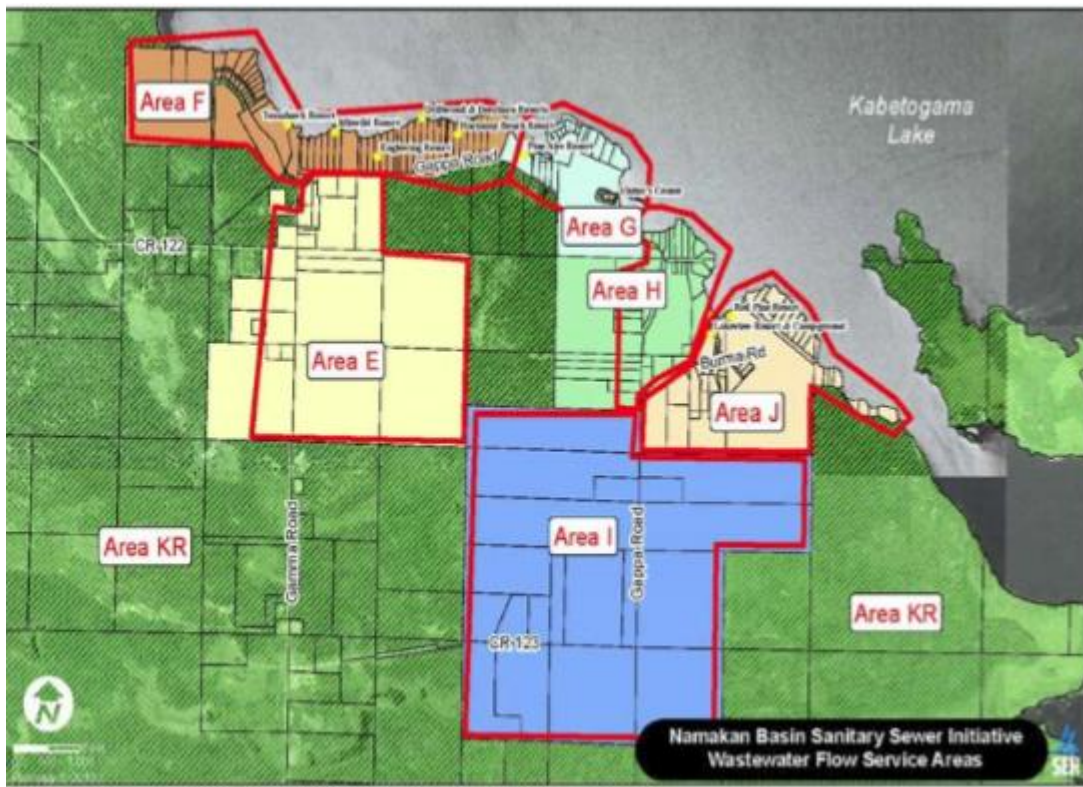 Area F
Kabetogama
Lake
Gappa Road
Area G
CR 122
Area H
Burma Rd
Area E
Area J
Area I
Gamma Road
Gappa Road
Area KR
Area KR
CR 123
N
Namakan Basin Sanitary Sewer Initiative
Wastewater Flow Service Areas
SEH